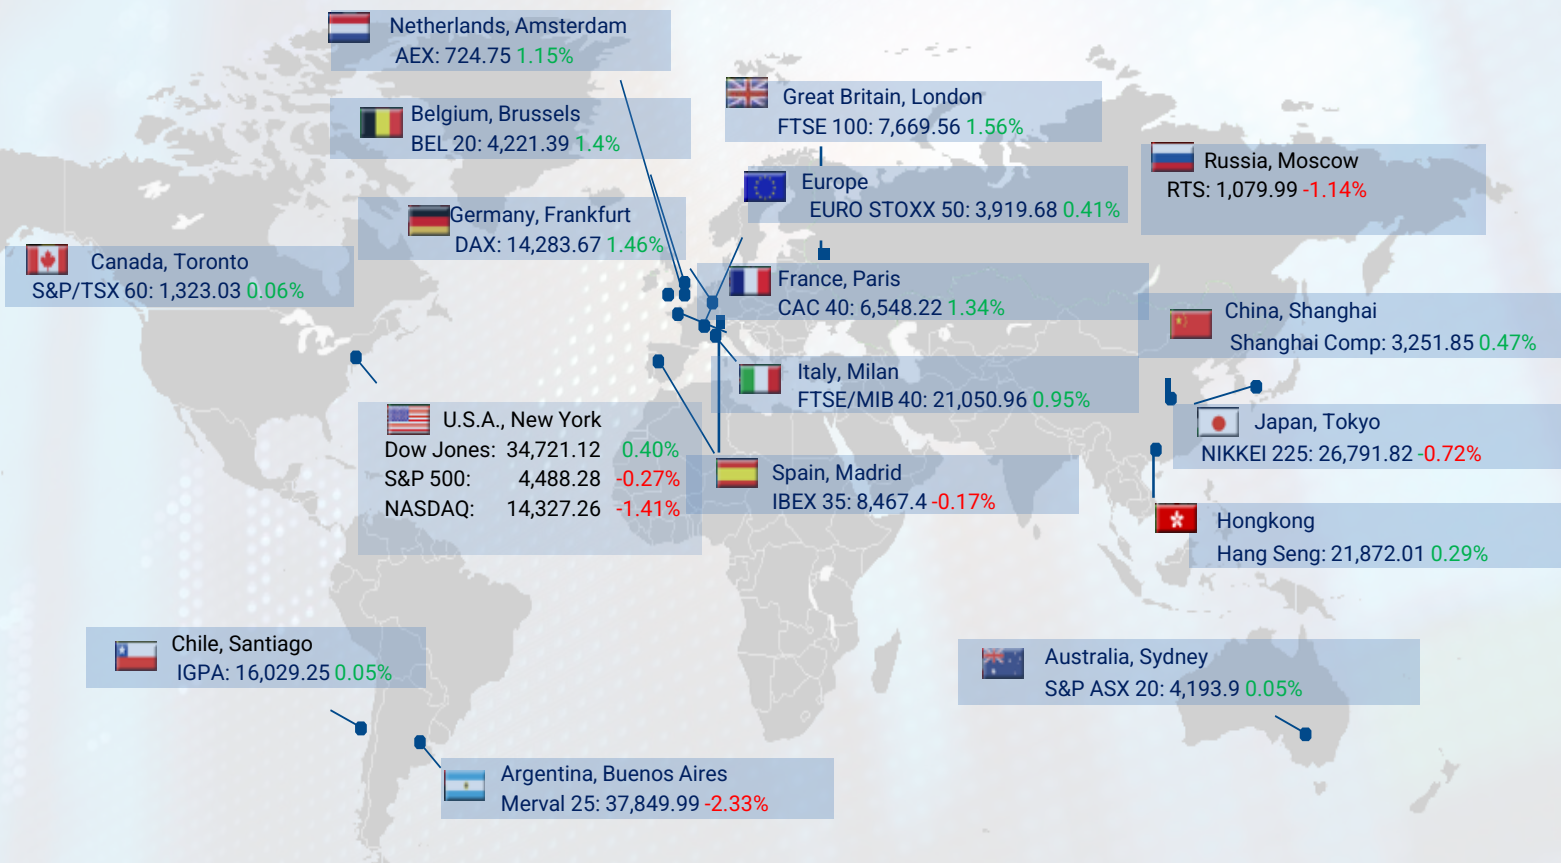 Netherlands, Amsterdam
AEX: 724.75 1.15%
Belgium, Brussels
BEL 20: 4,221.39 1.4%
Germany, Frankfurt
DAX: 14,283.67 1.46%
Canada, Toronto
S&P/TSX 60: 1,323.03 0.06%
Great Britain, London
FTSE 100: 7,669.56 1.56%
Europe
EURO STOXX 50: 3,919.68 0.41%
Russia, Moscow
RTS: 1,079.99 -1.14%
France, Paris
CAC 40: 6,548.22 1.34%
China, Shanghai
Shanghai Comp: 3,251.85 0.47%
Italy, Milan
FTSE/MIB 40: 21,050.96 0.95%
U.S.A., New York
Dow Jones: 34,721.12 0.40%
S&P 500: 4,488.28 -0.27%
NASDAQ: 14,327.26 -1.41%
Japan, Tokyo
NIKKEI 225: 26,791.82 -0.72%
Spain, Madrid
IBEX 35: 8,467.4 -0.17%
Hongkong
Hang Seng: 21,872.01 0.29%
Chile, Santiago
IGPA: 16,029.25 0.05%
Australia, Sydney
S&P ASX 20: 4,193.9 0.05%
Argentina, Buenos Aires
Merval 25: 37,849.99 -2.33%